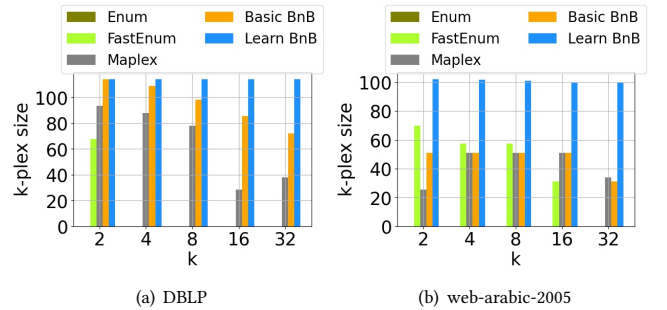 Enum Basic BnB
FastEnum Learn BnB
Maplex
k-plex size
100
80
60
40
20
0
2 4 8 16 32
k
(a) DBLP
Enum Basic BnB
FastEnum Learn BnB
Maplex
k-plex size
100
80
60
40
20
0
2 4 8 16 32
k
(b) web-arabic-2005